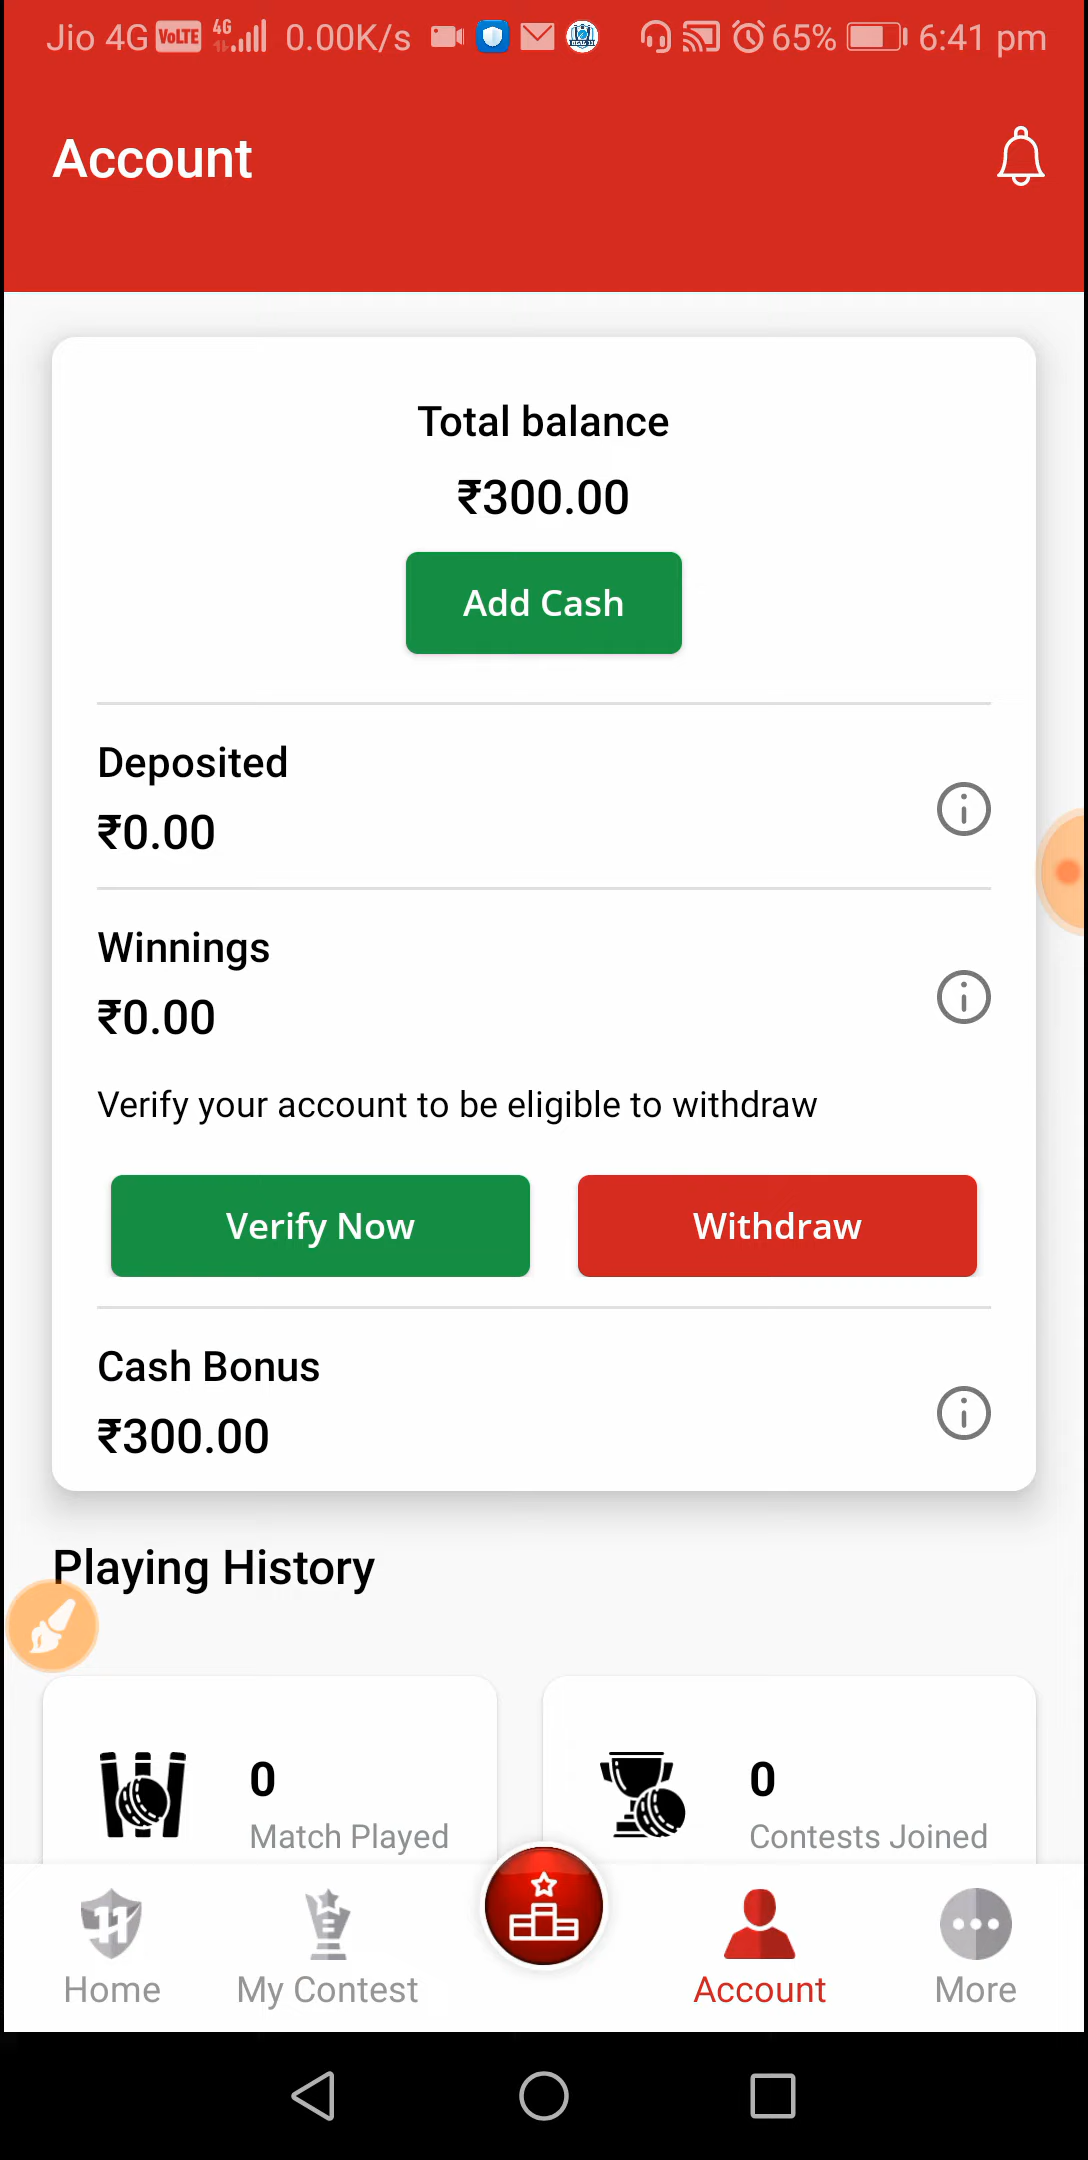 Jio 4G VoLTE 4G 0.00K/s 65% 6:41 pm
Account
Total balance
₹300.00
Add Cash
Deposited
₹0.00
Winnings
₹0.00
Verify your account to be eligible to withdraw
Verify Now Withdraw
Cash Bonus
₹300.00
Playing History
0 0
Match Played Contests Joined
Home My Contest Account More